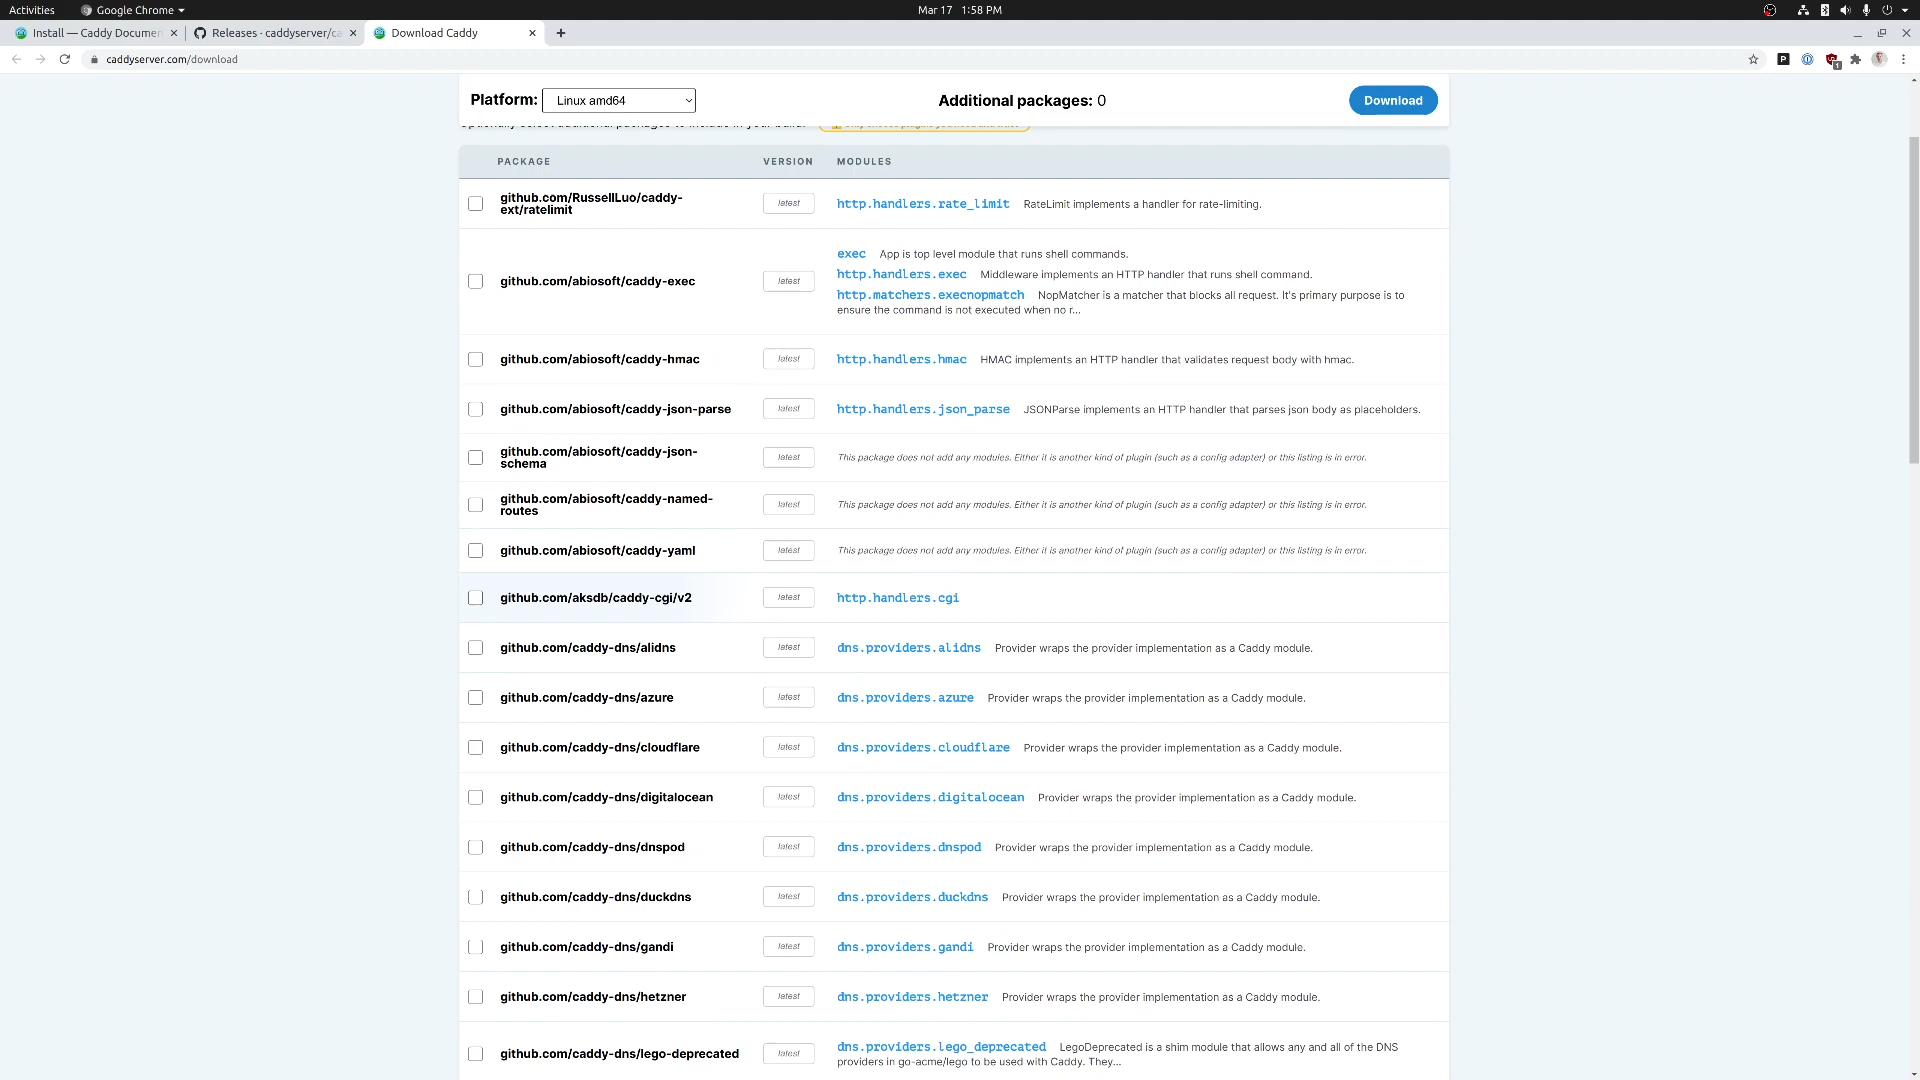 Activities
Google Chrome
Mar 17 1:58 PM
Install — Caddy Documen
Releases · caddyserver/ca
Download Caddy
caddyserver.com/download
1
Platform:
Linux amd64
Additional packages: 0
Download
PACKAGE VERSION MODULES
github.com/RussellLuo/caddy-
ext/ratelimit
latest
http.handlers.rate_limit RateLimit implements a handler for rate-limiting.
github.com/abiosoft/caddy-exec
latest
exec App is top level module that runs shell commands.
http.handlers.exec Middleware implements an HTTP handler that runs shell command.
http.matchers.execnopmatch NopMatcher is a matcher that blocks all request. It's primary purpose is to
ensure the command is not executed when no r...
github.com/abiosoft/caddy-hmac
latest
http.handlers.hmac HMAC implements an HTTP handler that validates request body with hmac.
github.com/abiosoft/caddy-json-parse
latest
http.handlers.json_parse JSONParse implements an HTTP handler that parses json body as placeholders.
github.com/abiosoft/caddy-json-
schema
latest
This package does not add any modules. Either it is another kind of plugin (such as a config adapter) or this listing is in error.
github.com/abiosoft/caddy-named-
routes
latest
This package does not add any modules. Either it is another kind of plugin (such as a config adapter) or this listing is in error.
github.com/abiosoft/caddy-yaml
latest
This package does not add any modules. Either it is another kind of plugin (such as a config adapter) or this listing is in error.
github.com/aksdb/caddy-cgi/v2
latest
http.handlers.cgi
github.com/caddy-dns/alidns
latest
dns.providers.alidns Provider wraps the provider implementation as a Caddy module.
github.com/caddy-dns/azure
latest
dns.providers.azure Provider wraps the provider implementation as a Caddy module.
github.com/caddy-dns/cloudflare
latest
dns.providers.cloudflare Provider wraps the provider implementation as a Caddy module.
github.com/caddy-dns/digitalocean
latest
dns.providers.digitalocean Provider wraps the provider implementation as a Caddy module.
github.com/caddy-dns/dnspod
latest
dns.providers.dnspod Provider wraps the provider implementation as a Caddy module.
github.com/caddy-dns/duckdns
latest
dns.providers.duckdns Provider wraps the provider implementation as a Caddy module.
github.com/caddy-dns/gandi
latest
dns.providers.gandi Provider wraps the provider implementation as a Caddy module.
github.com/caddy-dns/hetzner
latest
dns.providers.hetzner Provider wraps the provider implementation as a Caddy module.
github.com/caddy-dns/lego-deprecated
latest
dns.providers.lego_deprecated LegoDeprecated is a shim module that allows any and all of the DNS
providers in go-acme/lego to be used with Caddy. They...